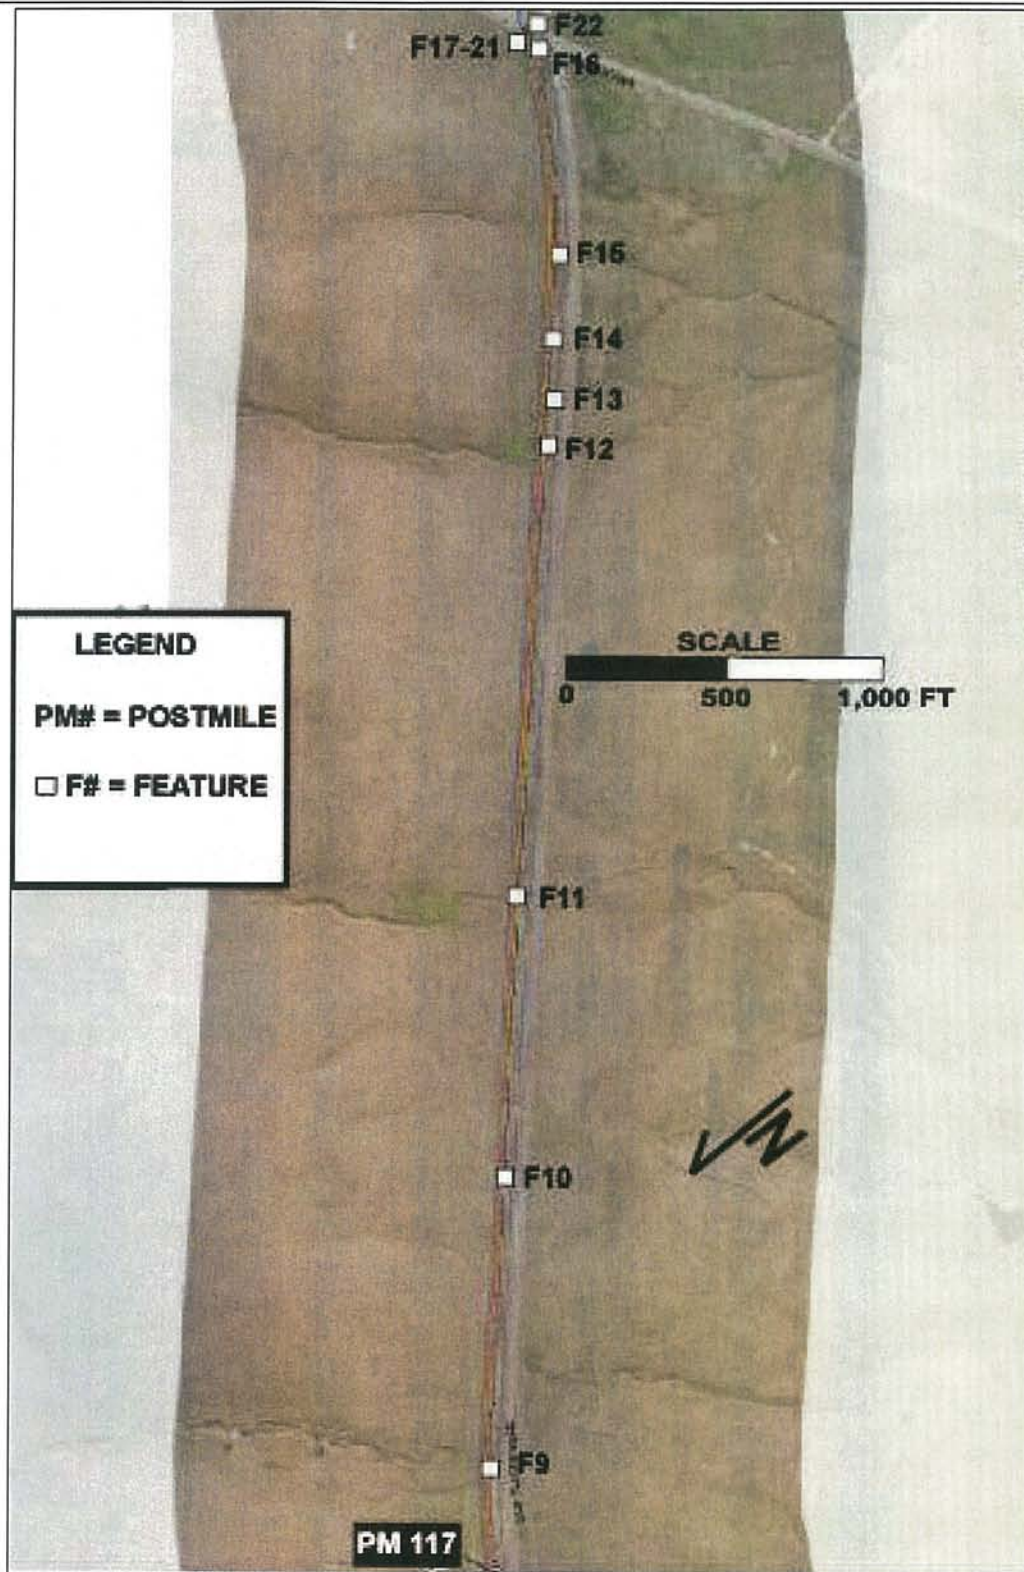 F22
F17-21
F16
F15
F14
F13
F12
LEGEND
PM# = POSTMILE
F# = FEATURE
SCALE
0 500 1,000 FT
F11
N
F10
F9
PM 117